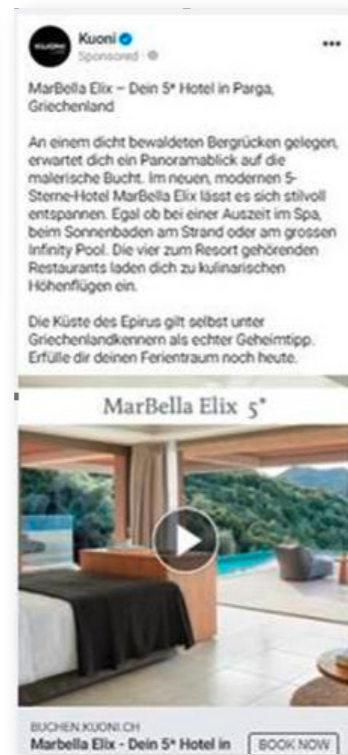 KUONI
Kuoni
Sponsored ·
MarBella Elix – Dein 5* Hotel in Parga,
Griechenland
An einem dicht bewaldeten Bergrücken gelegen,
erwartet dich ein Panoramablick auf die
malerische Bucht. Im neuen, modernen 5-
Sterne-Hotel MarBella Elix lässt es sich stilvoll
entspannen. Egal ob bei einer Auszeit im Spa,
beim Sonnenbaden am Strand oder am grossen
Infinity Pool. Die vier zum Resort gehörenden
Restaurants laden dich zu kulinarischen
Höhenflügen ein.
Die Küste des Epirus gilt selbst unter
Griechenlandkennern als echter Geheimtipp.
Erfülle dir deinen Ferientraum noch heute.
MarBella Elix 5*
BUCHEN.KUONI.CH
Marbella Elix - Dein 5* Hotel in
BOOK NOW